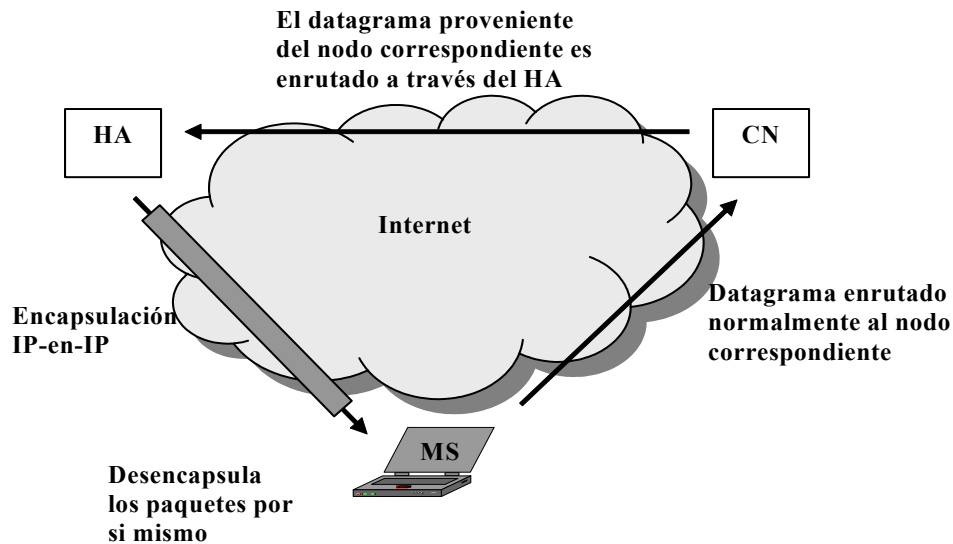 El datagrama proveniente
del nodo correspondiente es
enrutado a través del HA
HA
CN
Internet
Encapsulación
IP-en-IP
Datagrama enrutado
normalmente al nodo
correspondiente
MS
Desencapsula
los paquetes por
si mismo